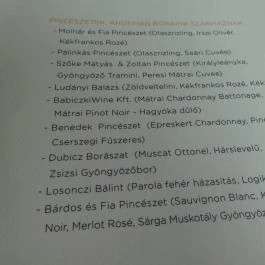 PINCÉSZETEK, AHONNAN BORAINK SZÁRMAZNAK:
- Molnár és Fia Pincészet (Olaszrizling, Irsai Olivér,
Kékfrankos Rozé)
- Pálinkás Pincészet (Olaszrizling, Saári Cuvée)
- Szőke Mátyás & Zoltán Pincészet (Királyleányka,
Gyöngyöző Tramini, Peresi Mátrai Cuvée)
- Ludányi Balázs (Zöldveltelini, Kékfrankos Rozé, Kék
- BabiczkiWine Kft. (Mátrai Chardonnay Battonage,
Mátrai Pinot Noir - Hagyóka dűlő)
- Benedek Pincészet (Epreskert Chardonnay, Pin
Cserszegi Fűszeres)
- Dubicz Borászat (Muscat Ottonel, Hárslevelű,
Zsizsi Gyöngyözőbor)
- Losonczi Bálint (Parola fehér házasítás, Logik
- Bárdos és Fia Pincészet (Sauvignon Blanc, K
Noir, Merlot Rosé, Sárga Muskotály Gyöngyöz